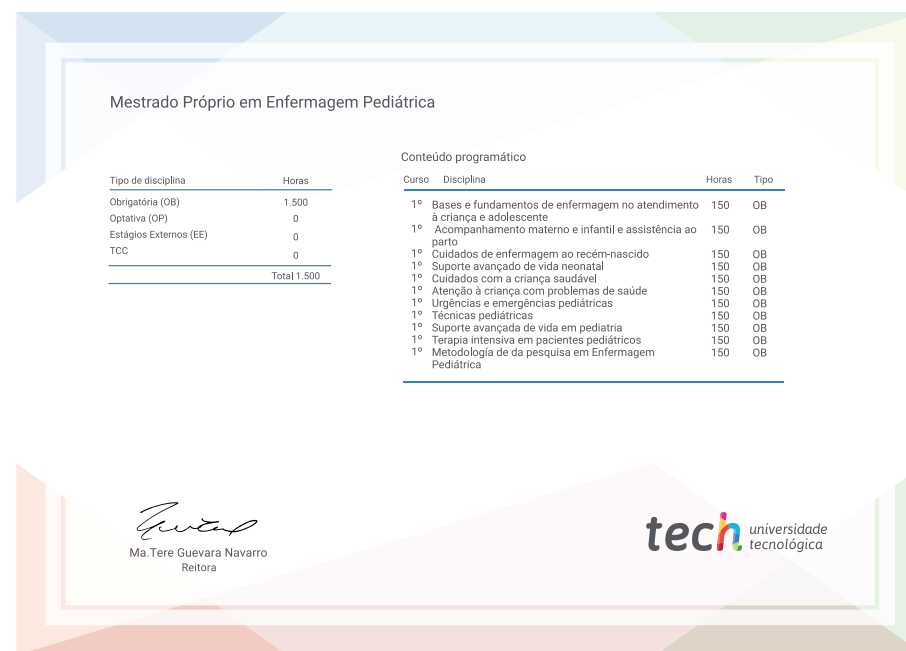 Mestrado Próprio em Enfermagem Pediátrica
Tipo de disciplina Horas
Obrigatória (OB) 1.500
Optativa (OP) 0
Estágios Externos (EE) 0
TCC 0
Total 1.500
Conteúdo programático
Curso Disciplina Horas Tipo
1º Bases e fundamentos de enfermagem no atendimento 150 OB
à criança e adolescente
1º Acompanhamento materno e infantil e assistência ao 150 OB
parto
1º Cuidados de enfermagem ao recém-nascido 150 OB
1º Suporte avançado de vida neonatal 150 OB
1º Cuidados com a criança saudável 150 OB
1º Atenção à criança com problemas de saúde 150 OB
1º Urgências e emergências pediátricas 150 OB
1º Técnicas pediátricas 150 OB
1º Suporte avançada de vida em pediatria 150 OB
1º Terapia intensiva em pacientes pediátricos 150 OB
1º Metodología de da pesquisa em Enfermagem 150 OB
Pediátrica
Ma.Tere Guevara Navarro
Reitora
tech universidade
tecnológica